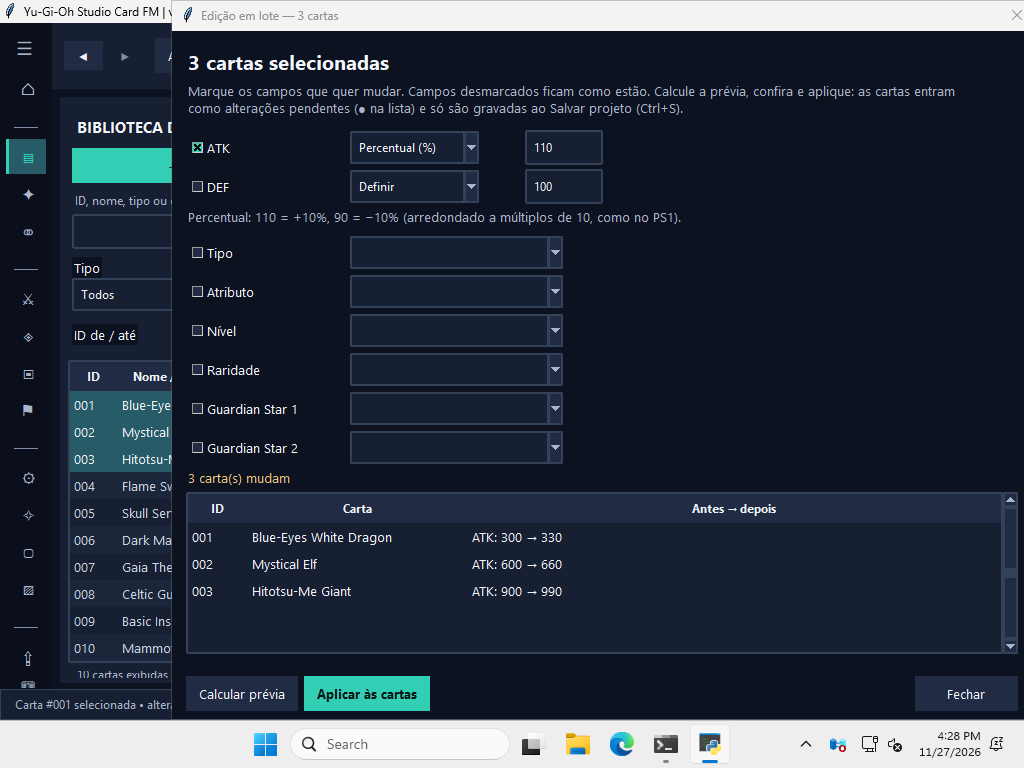 Yu-Gi-Oh Studio Card FM | v
Edição em lote — 3 cartas
BIBLIOTECA D
ID, nome, tipo ou
Tipo
Todos
ID de / até
ID Nome
001 Blue-Eye
002 Mystical
003 Hitotsu-M
004 Flame Sw
005 Skull Ser
006 Dark Ma
007 Gaia The
008 Celtic Gu
009 Basic Ins
010 Mammo
10 cartas exibidas
Carta #001 selecionada • altera
3 cartas selecionadas
Marque os campos que quer mudar. Campos desmarcados ficam como estão. Calcule a prévia, confira e aplique: as cartas entram
como alterações pendentes (● na lista) e só são gravadas ao Salvar projeto (Ctrl+S).
ATK Percentual (%) 110
DEF Definir 100
Percentual: 110 = +10%, 90 = −10% (arredondado a múltiplos de 10, como no PS1).
Tipo
Atributo
Nível
Raridade
Guardian Star 1
Guardian Star 2
3 carta(s) mudam
ID Carta Antes → depois
001 Blue-Eyes White Dragon ATK: 300 → 330
002 Mystical Elf ATK: 600 → 660
003 Hitotsu-Me Giant ATK: 900 → 990
Calcular prévia Aplicar às cartas Fechar
Search
4:28 PM
11/27/2026